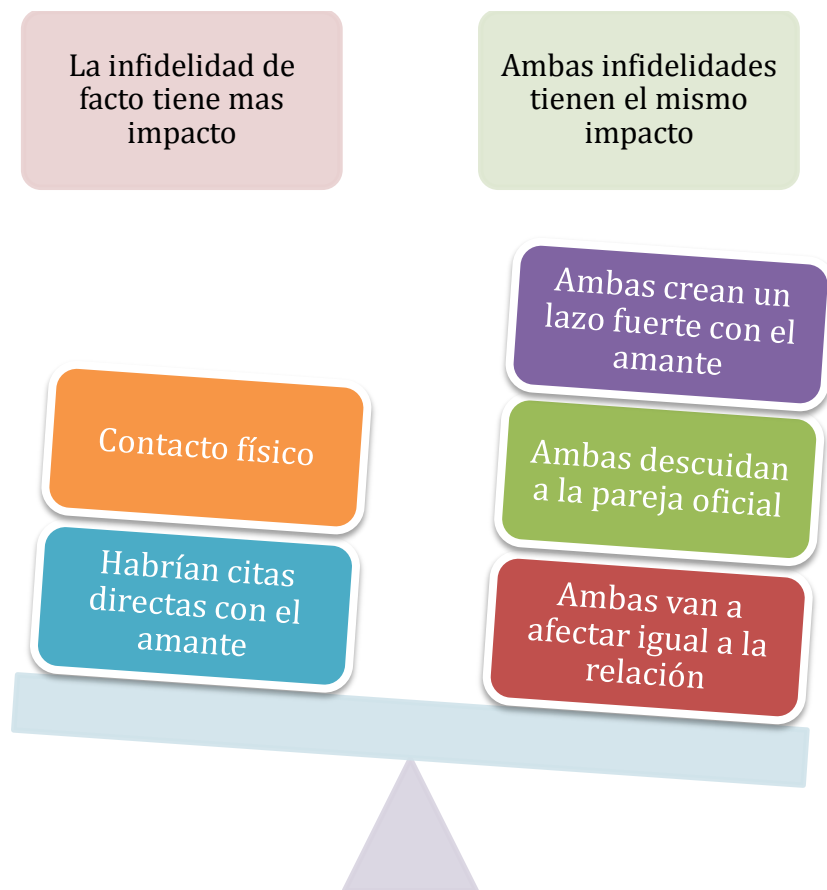 La infidelidad de
facto tiene mas
impacto
Ambas infidelidades
tienen el mismo
impacto
Contacto físico
Habrían citas
directas con el
amante
Ambas crean un
lazo fuerte con el
amante
Ambas descuidan
a la pareja oficial
Ambas van a
afectar igual a la
relación